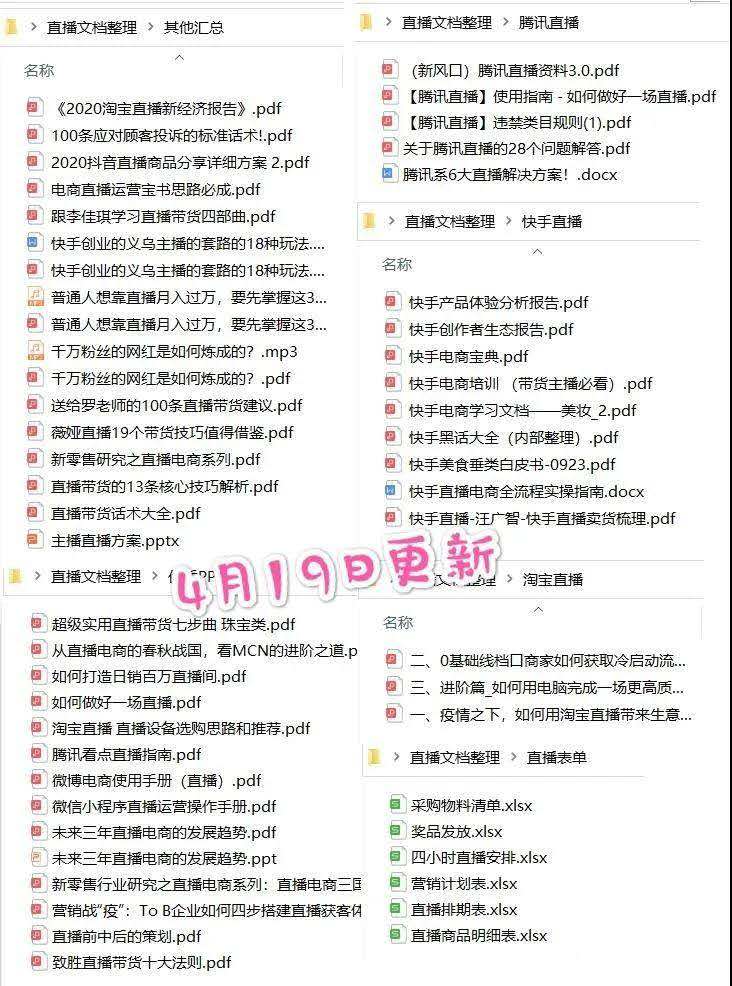 直播文档整理 > 其他汇总
名称
《2020淘宝直播新经济报告》.pdf
100条应对顾客投诉的标准话术!.pdf
2020抖音直播商品分享详细方案 2.pdf
电商直播运营宝书思路必成.pdf
跟李佳琪学习直播带货四部曲.pdf
快手创业的义乌主播的套路的18种玩法....
快手创业的义乌主播的套路的18种玩法....
普通人想靠直播月入过万，要先掌握这3...
普通人想靠直播月入过万，要先掌握这3...
千万粉丝的网红是如何炼成的？.mp3
千万粉丝的网红是如何炼成的？.pdf
送给罗老师的100条直播带货建议.pdf
薇娅直播19个带货技巧值得借鉴.pdf
新零售研究之直播电商系列.pdf
直播带货的13条核心技巧解析.pdf
直播带货话术大全.pdf
主播直播方案.pptx
直播文档整理 >
超级实用直播带货七步曲 珠宝类.pdf
从直播电商的春秋战国，看MCN的进阶之道.p
如何打造日销百万直播间.pdf
如何做好一场直播.pdf
淘宝直播 直播设备选购思路和推荐.pdf
腾讯看点直播指南.pdf
微博电商使用手册（直播）.pdf
微信小程序直播运营操作手册.pdf
未来三年直播电商的发展趋势.pdf
未来三年直播电商的发展趋势.ppt
新零售行业研究之直播电商系列：直播电商三国
营销战“疫”：To B企业如何四步搭建直播获客体
直播前中后的策划.pdf
致胜直播带货十大法则.pdf
4月19日更新
直播文档整理 > 腾讯直播
（新风口）腾讯直播资料3.0.pdf
【腾讯直播】使用指南 - 如何做好一场直播.pdf
【腾讯直播】违禁类目规则(1).pdf
关于腾讯直播的28个问题解答.pdf
腾讯系6大直播解决方案！.docx
直播文档整理 > 快手直播
名称
快手产品体验分析报告.pdf
快手创作者生态报告.pdf
快手电商宝典.pdf
快手电商培训 （带货主播必看）.pdf
快手电商学习文档——美妆_2.pdf
快手黑话大全（内部整理）.pdf
快手美食垂类白皮书-0923.pdf
快手直播电商全流程实操指南.docx
快手直播-汪广智-快手直播卖货梳理.pdf
文档整理 > 淘宝直播
名称
二、0基础线档口商家如何获取冷启动流...
三、进阶篇_如何用电脑完成一场更高质...
一、疫情之下，如何用淘宝直播带来生意...
直播文档整理 > 直播表单
采购物料清单.xlsx
奖品发放.xlsx
四小时直播安排.xlsx
营销计划表.xlsx
直播排期表.xlsx
直播商品明细表.xlsx